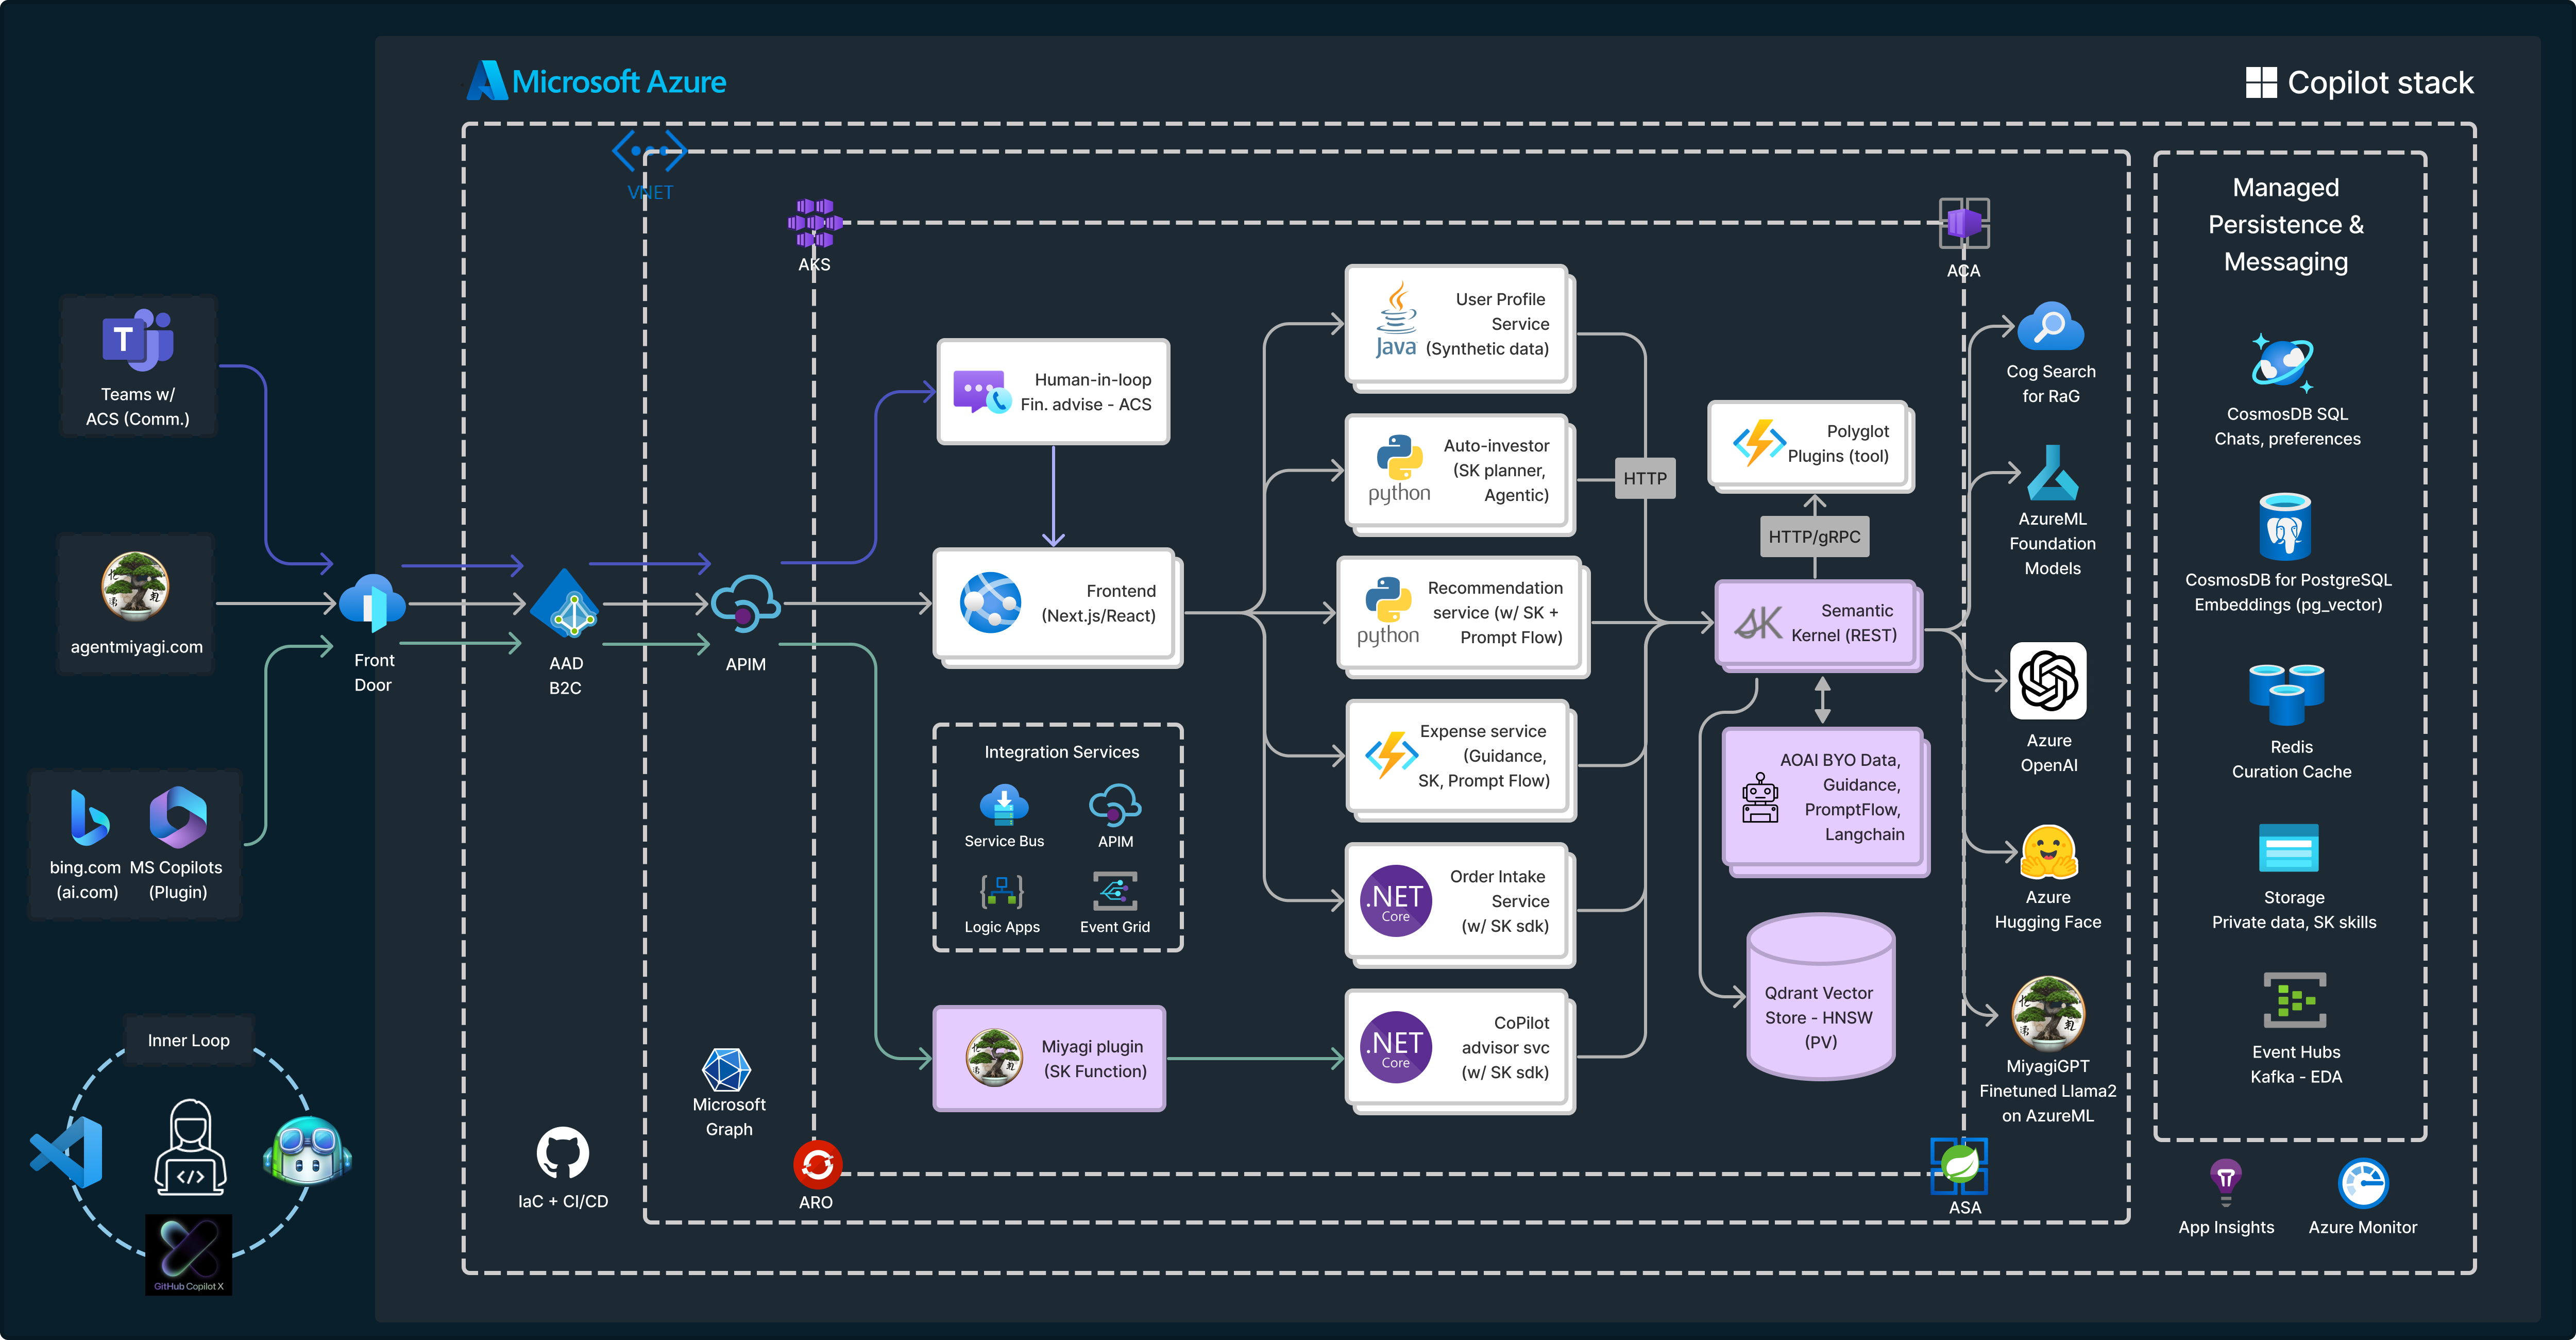 Microsoft Azure
Copilot stack
VNET
AKS
ACA
Managed
Persistence &
Messaging
T
Teams w/
ACS (Comm.)
agentmiyagi.com
bing.com
(ai.com)
MS Copilots
(Plugin)
Front
Door
AAD
B2C
APIM
Human-in-loop
Fin. advise - ACS
Frontend
(Next.js/React)
Integration Services
Service Bus
APIM
Logic Apps
Event Grid
Miyagi plugin
(SK Function)
Java
User Profile
Service
(Synthetic data)
python
Auto-investor
(SK planner,
Agentic)
python
Recommendation
service (w/ SK +
Prompt Flow)
Expense service
(Guidance,
SK, Prompt Flow)
.NET
Core
Order Intake
Service
(w/ SK sdk)
.NET
Core
CoPilot
advisor svc
(w/ SK sdk)
HTTP
Polyglot
Plugins (tool)
HTTP/gRPC
SK
Semantic
Kernel (REST)
AOAI BYO Data,
Guidance,
PromptFlow,
Langchain
Qdrant Vector
Store - HNSW
(PV)
Cog Search
for RaG
AzureML
Foundation
Models
Azure
OpenAI
Azure
Hugging Face
MiyagiGPT
Finetuned Llama2
on AzureML
CosmosDB SQL
Chats, preferences
CosmosDB for PostgreSQL
Embeddings (pg_vector)
Redis
Curation Cache
Storage
Private data, SK skills
Event Hubs
Kafka - EDA
Inner Loop
</>
GitHub Copilot X
IaC + CI/CD
Microsoft
Graph
ARO
ASA
App Insights
Azure Monitor